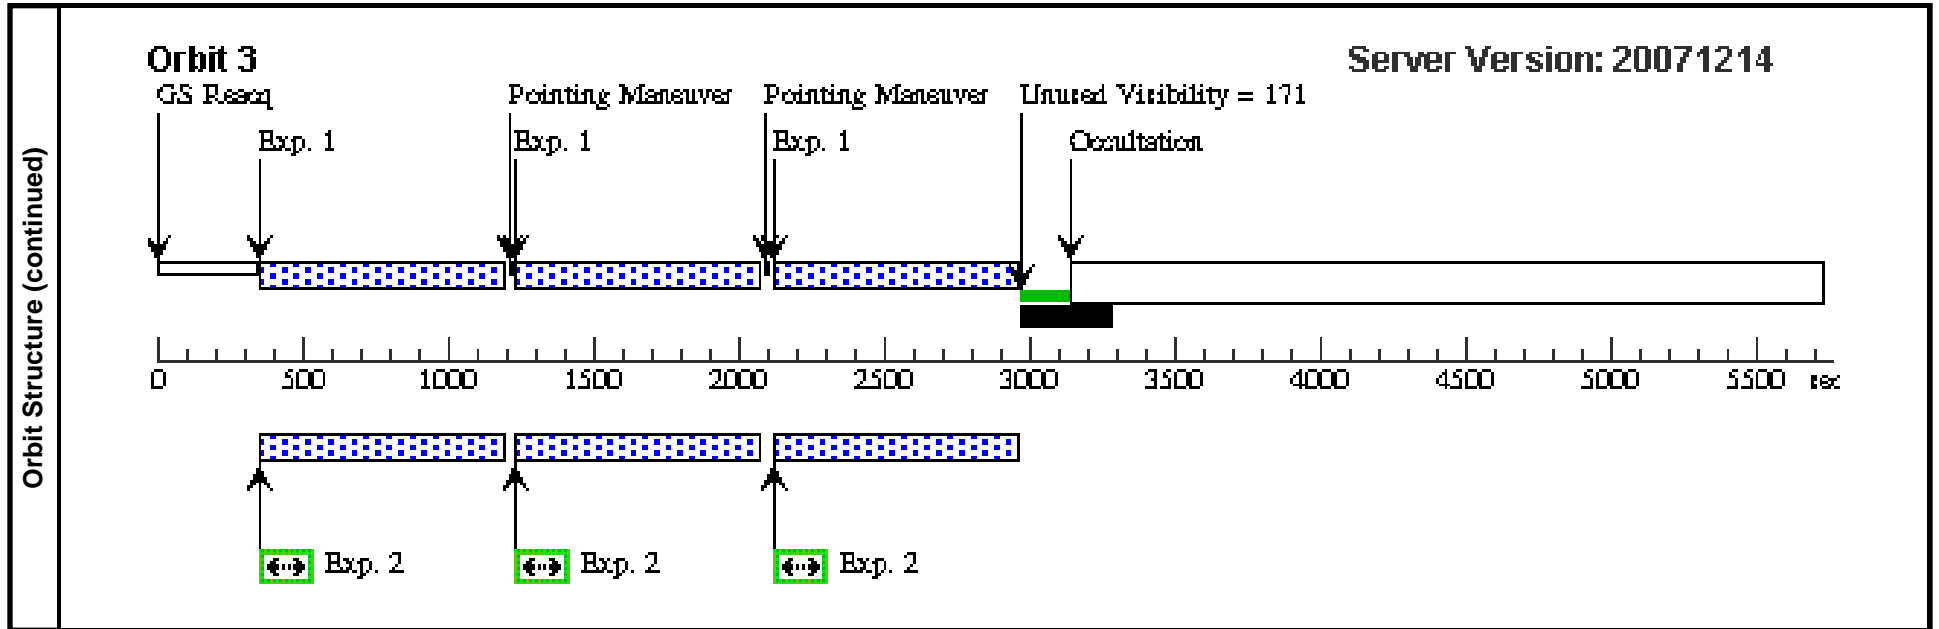 Orbit Structure (continued)
Orbit 3
Server Version: 20071214
GS Reacq
Pointing Maneuver
Pointing Maneuver
Unused Visibility = 171
Exp. 1
Exp. 1
Exp. 1
Occultation
0 500 1000 1500 2000 2500 3000 3500 4000 4500 5000 5500 sec
Exp. 2
Exp. 2
Exp. 2